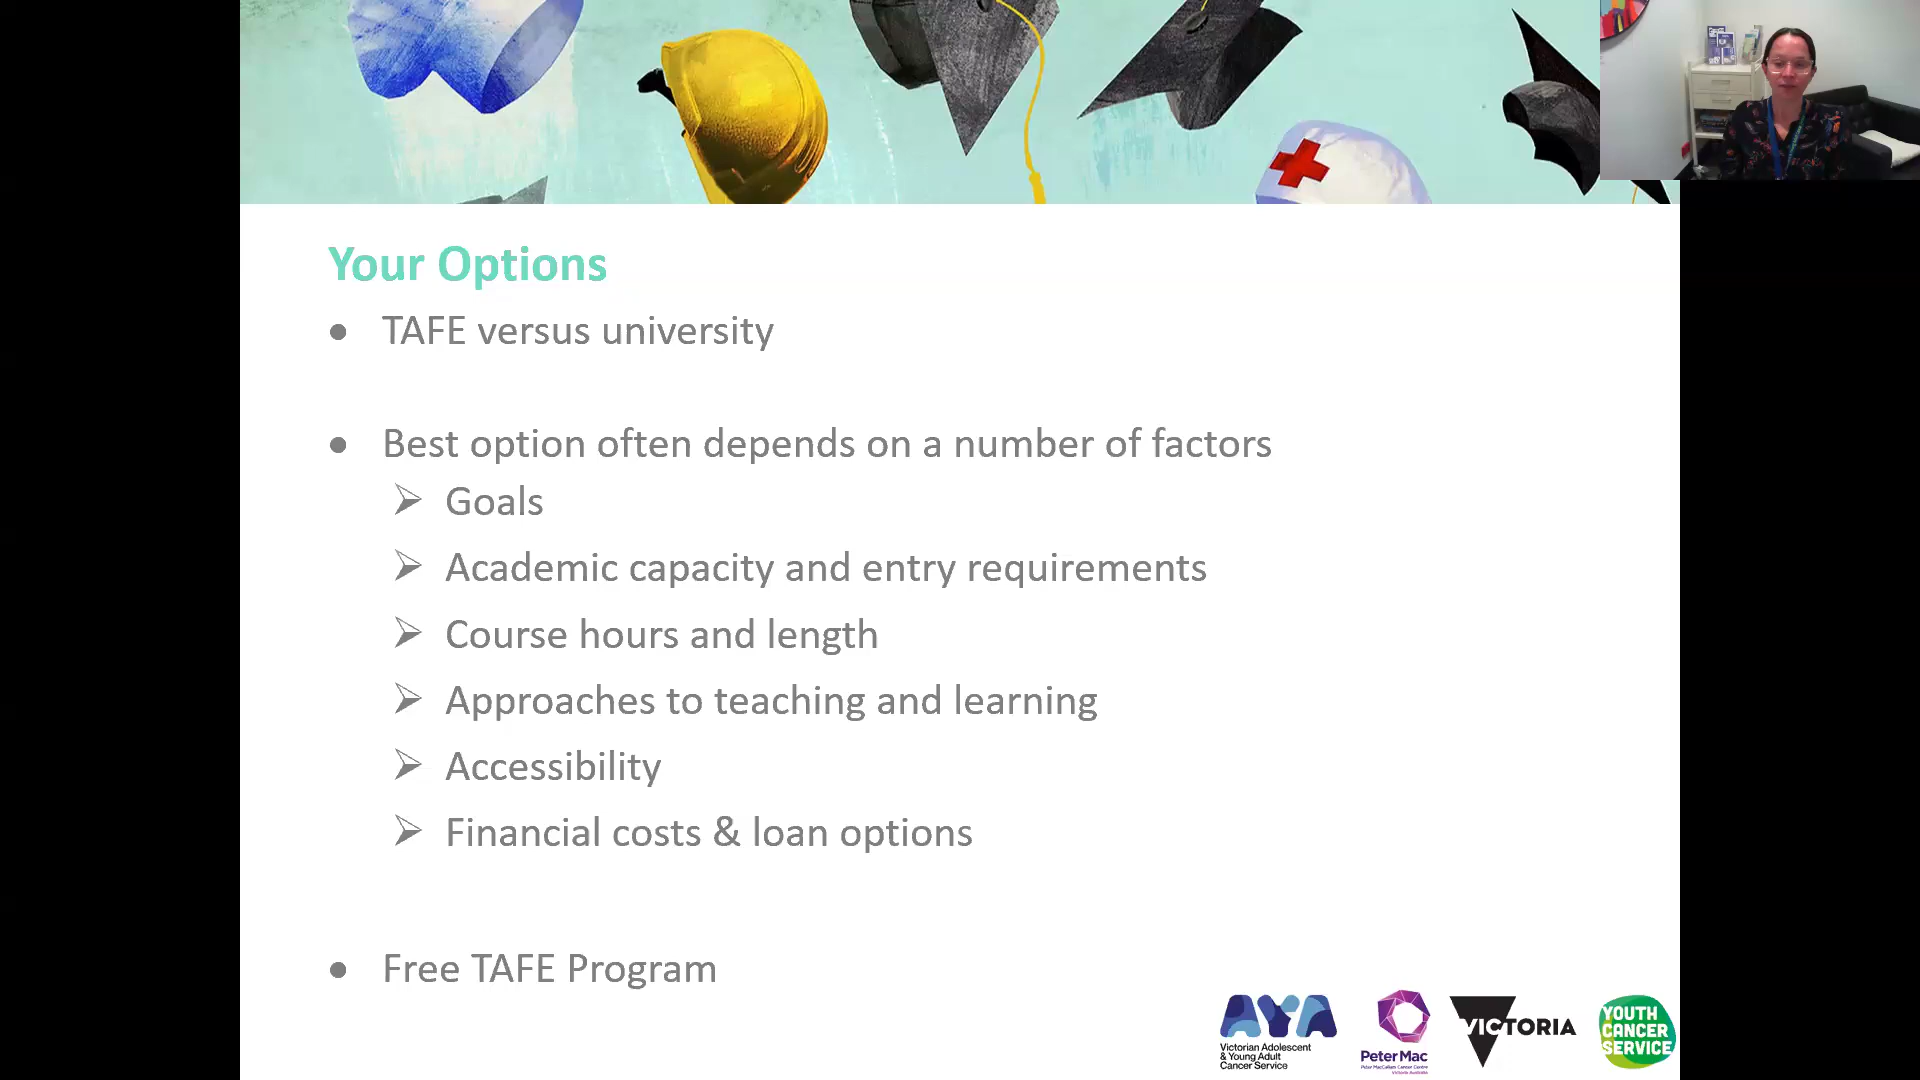 Your Options
TAFE versus university
Best option often depends on a number of factors
Goals
Academic capacity and entry requirements
Course hours and length
Approaches to teaching and learning
Accessibility
Financial costs & loan options
Free TAFE Program
AYA
Victorian Adolescent
& Young Adult
Cancer Service
Peter Mac
Peter MacCallum Cancer Centre
Victoria Australia
VICTORIA
YOUTH
CANCER
SERVICE